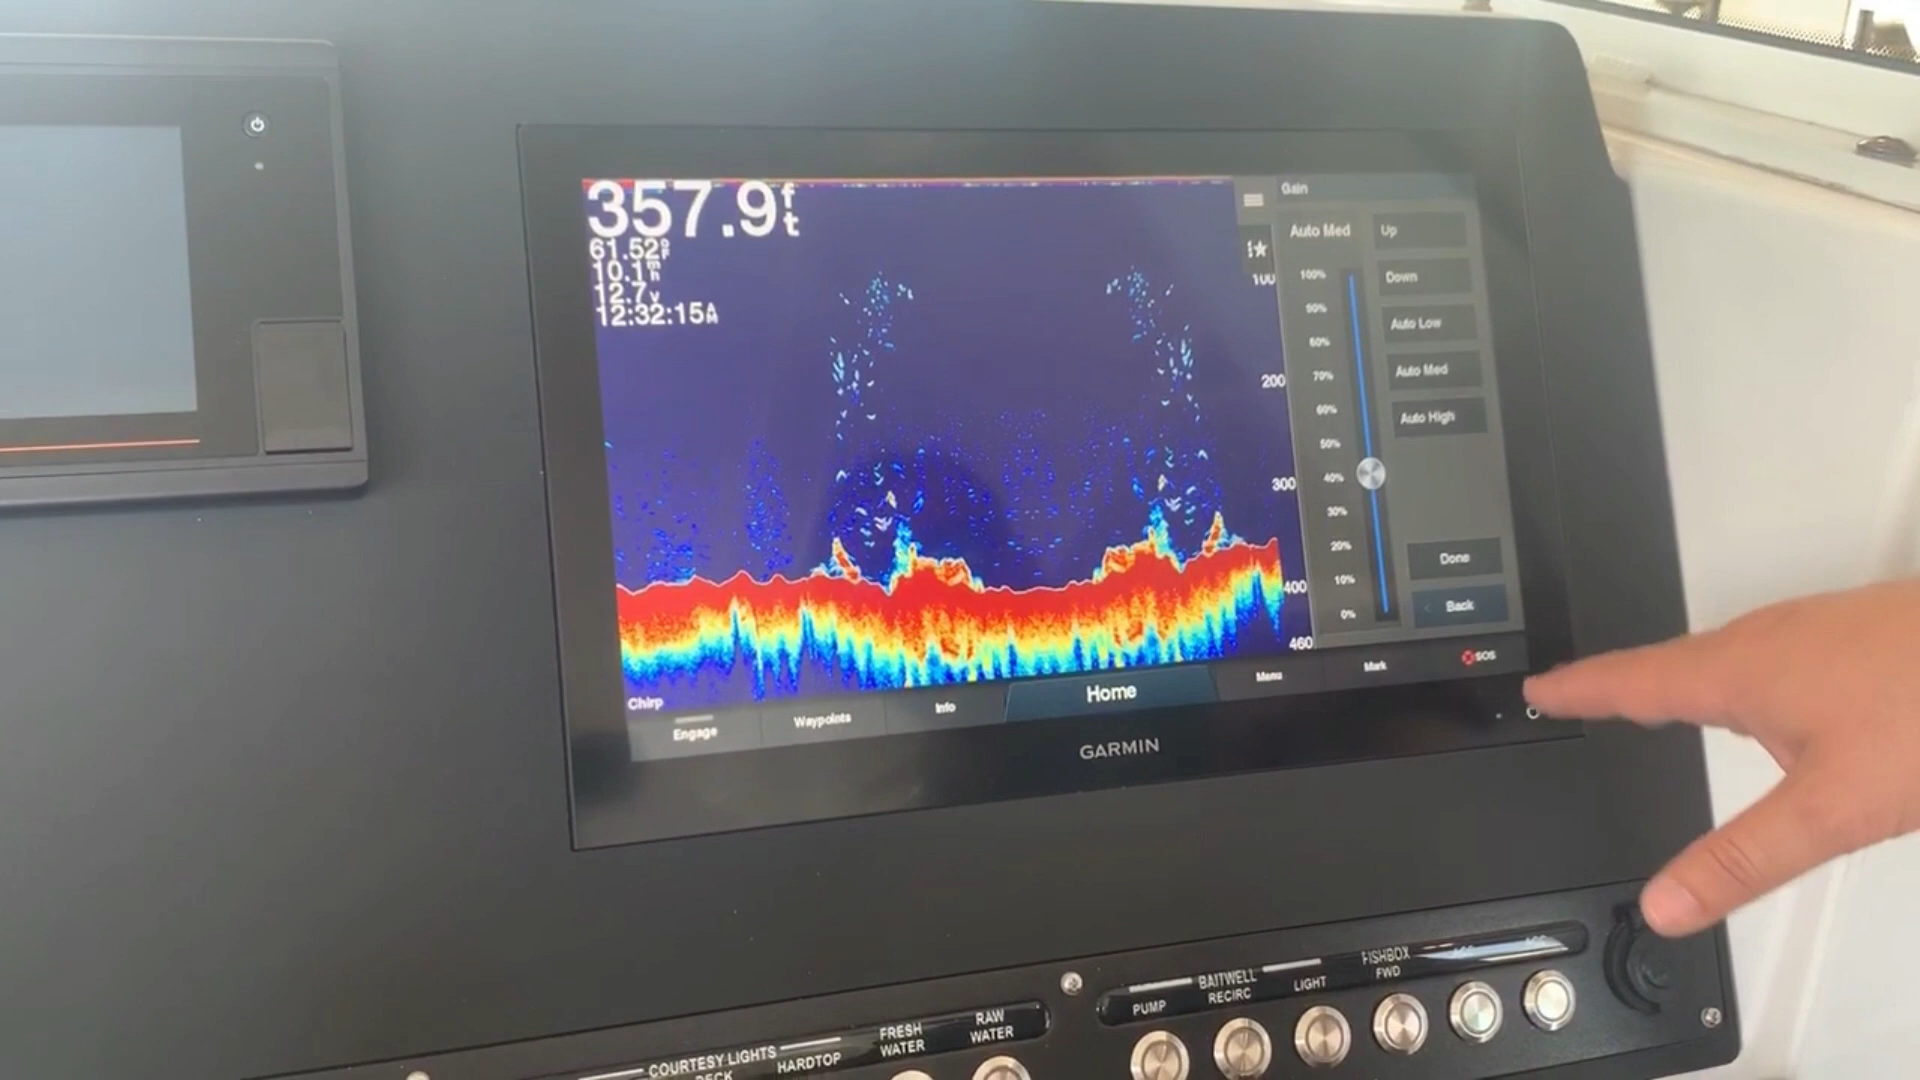 357.9ft
61.52°F
10.1mh
12.7v
12:32:15AM
100
200
300
400
460
Chirp
Gain
Auto Med
100%
90%
80%
70%
60%
50%
40%
30%
20%
10%
0%
Up
Down
Auto Low
Auto Med
Auto High
Done
Back
Engage
Waypoints
Info
Home
Menu
Mark
SOS
GARMIN
COURTESY LIGHTS
DECK
HARDTOP
FRESH
WATER
RAW
WATER
PUMP
BAITWELL
RECIRC
LIGHT
FISHBOX
FWD